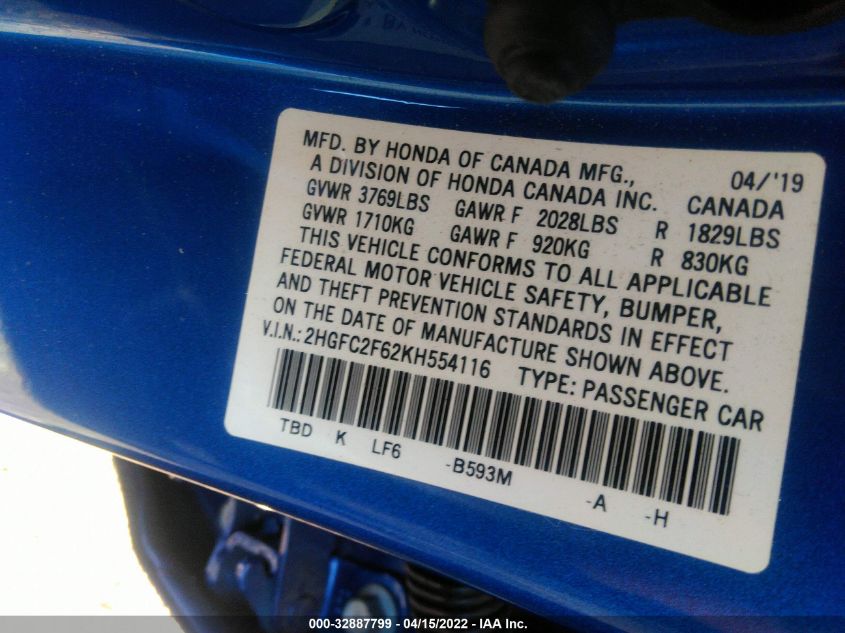 MFD. BY HONDA OF CANADA MFG., 04/'19
A DIVISION OF HONDA CANADA INC. CANADA
GVWR 3769LBS GAWR F 2028LBS R 1829LBS
GVWR 1710KG GAWR F 920KG R 830KG
THIS VEHICLE CONFORMS TO ALL APPLICABLE
FEDERAL MOTOR VEHICLE SAFETY, BUMPER,
AND THEFT PREVENTION STANDARDS IN EFFECT
ON THE DATE OF MANUFACTURE SHOWN ABOVE.
V.I.N.: 2HGFC2F62KH554116 TYPE: PASSENGER CAR
TBD K LF6 -B593M -A -H
000-32887799 - 04/15/2022 - IAA Inc.